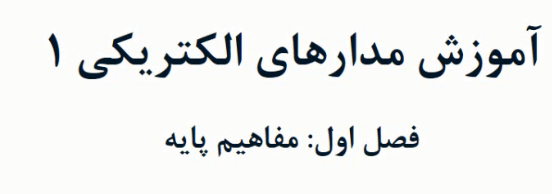 آموزش مدارهای الکتریکی ۱
فصل اول: مفاهیم پایه